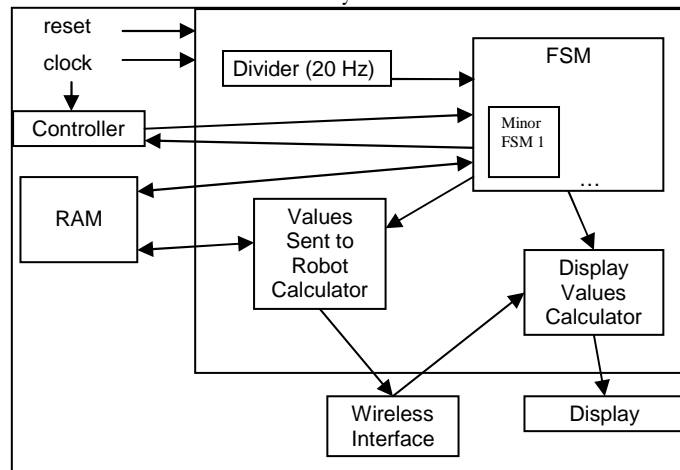 reset
clock
Divider (20 Hz)
FSM
Controller
Minor
FSM 1
...
RAM
Values
Sent to
Robot
Calculator
Display
Values
Calculator
Wireless
Interface
Display